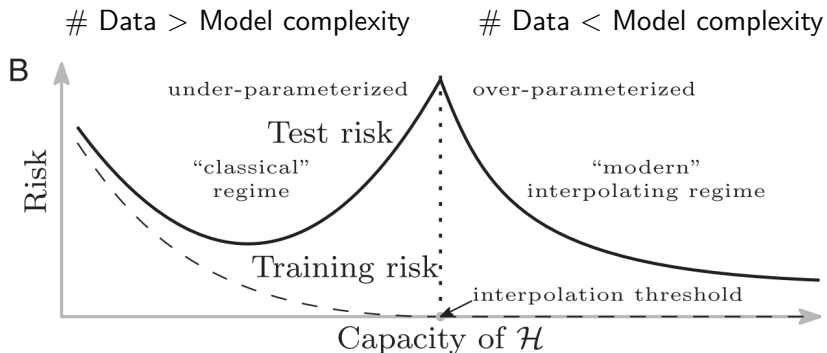 # Data > Model complexity
# Data < Model complexity
B
under-parameterized
over-parameterized
Test risk
“classical”
regime
“modern”
interpolating regime
Risk
Training risk
interpolation threshold
Capacity of ℋ